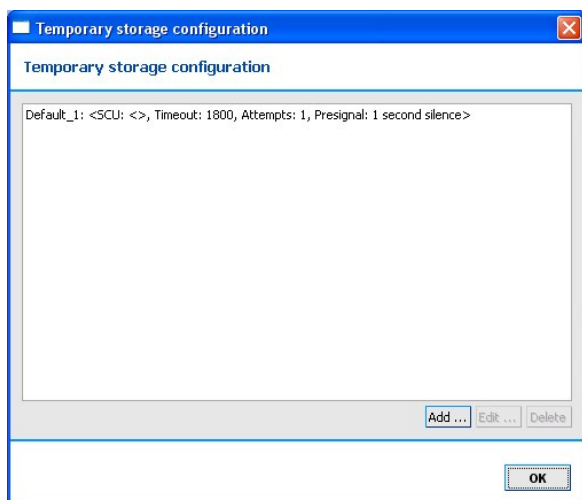 Temporary storage configuration
Temporary storage configuration
Default_1: <SCU: <>, Timeout: 1800, Attempts: 1, Presignal: 1 second silence>
Add ... Edit ... Delete
OK